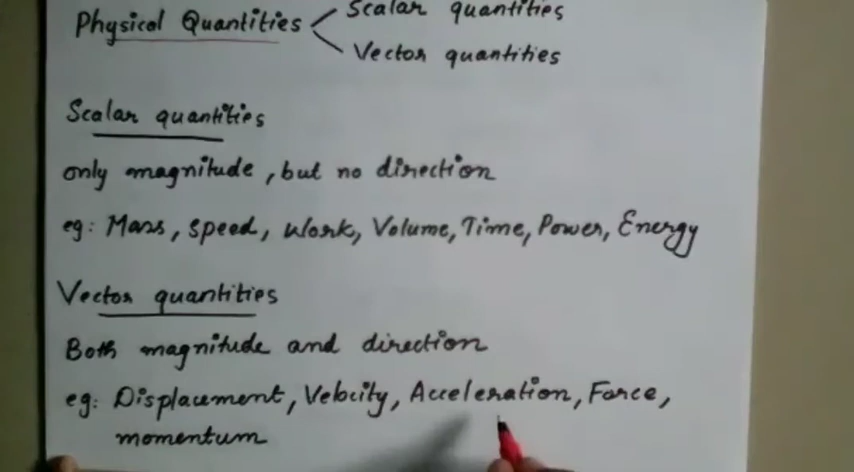 Physical Quantities
Scalar quantities
Vector quantities
Scalar quantities
only magnitude, but no direction
eg: Mass, speed, Work, Volume, Time, Power, Energy
Vector quantities
Both magnitude and direction
eg: Displacement, Velocity, Acceleration, Force,
momentum